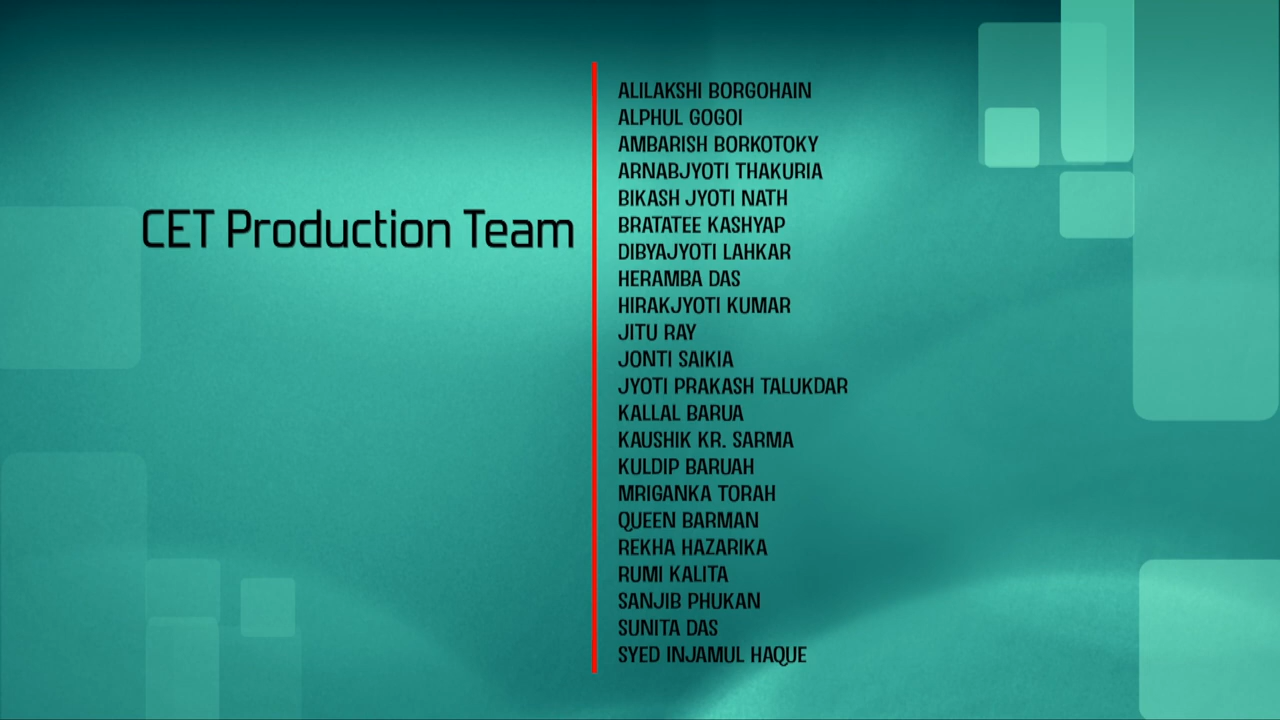 CET Production Team
ALILAKSHI BORGOHAIN
ALPHUL GOGOI
AMBARISH BORKOTOKY
ARNABJYOTI THAKURIA
BIKASH JYOTI NATH
BRATATEE KASHYAP
DIBYAJYOTI LAHKAR
HERAMBA DAS
HIRAKJYOTI KUMAR
JITU RAY
JONTI SAIKIA
JYOTI PRAKASH TALUKDAR
KALLAL BARUA
KAUSHIK KR. SARMA
KULDIP BARUAH
MRIGANKA TORAH
QUEEN BARMAN
REKHA HAZARIKA
RUMI KALITA
SANJIB PHUKAN
SUNITA DAS
SYED INJAMUL HAQUE